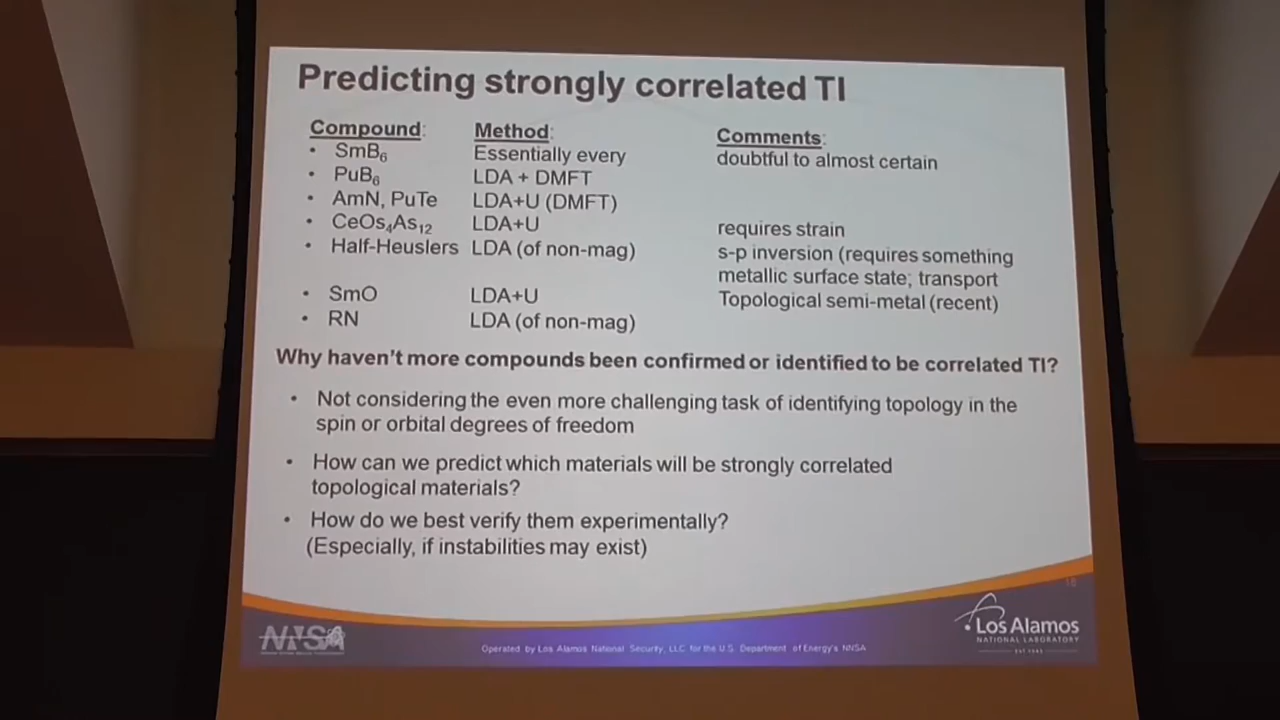 Predicting strongly correlated TI
Compound: Method: Comments:
• SmB₆ Essentially every doubtful to almost certain
• PuB₆ LDA + DMFT
• AmN, PuTe LDA+U (DMFT)
• CeOs₄As₁₂ LDA+U requires strain
• Half-Heuslers LDA (of non-mag) s-p inversion (requires something
metallic surface state; transport
• SmO LDA+U Topological semi-metal (recent)
• RN LDA (of non-mag)
Why haven't more compounds been confirmed or identified to be correlated TI?
• Not considering the even more challenging task of identifying topology in the
spin or orbital degrees of freedom
• How can we predict which materials will be strongly correlated
topological materials?
• How do we best verify them experimentally?
(Especially, if instabilities may exist)
18
NNSA
Los Alamos
NATIONAL LABORATORY
EST. 1943
Operated by Los Alamos National Security, LLC for the U.S. Department of Energy's NNSA